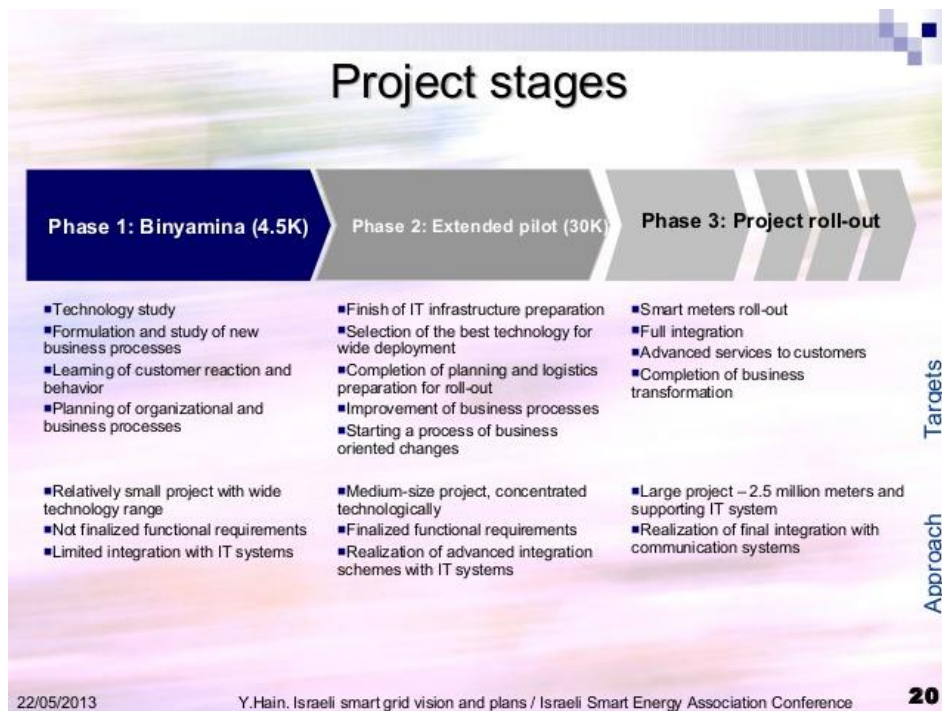 Project stages
Phase 1: Binyamina (4.5K)
Phase 2: Extended pilot (30K)
Phase 3: Project roll-out
Technology study
Formulation and study of new
business processes
Learning of customer reaction and
behavior
Planning of organizational and
business processes
Finish of IT infrastructure preparation
Selection of the best technology for
wide deployment
Completion of planning and logistics
preparation for roll-out
Improvement of business processes
Starting a process of business
oriented changes
Smart meters roll-out
Full integration
Advanced services to customers
Completion of business
transformation
Targets
Relatively small project with wide
technology range
Not finalized functional requirements
Limited integration with IT systems
Medium-size project, concentrated
technologically
Finalized functional requirements
Realization of advanced integration
schemes with IT systems
Large project – 2.5 million meters and
supporting IT system
Realization of final integration with
communication systems
Approach
22/05/2013
Y.Hain. Israeli smart grid vision and plans / Israeli Smart Energy Association Conference
20